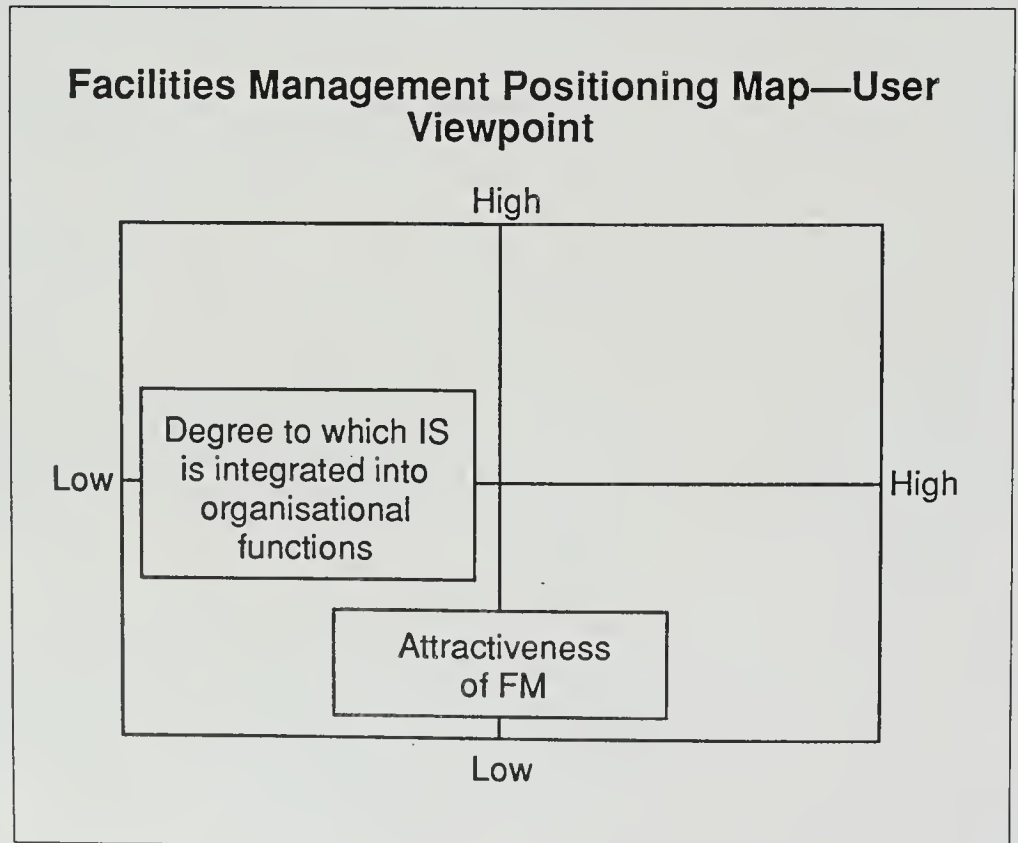 Facilities Management Positioning Map—User
Viewpoint
High
Degree to which IS
is integrated into
organisational
functions
Low
High
Attractiveness
of FM
Low